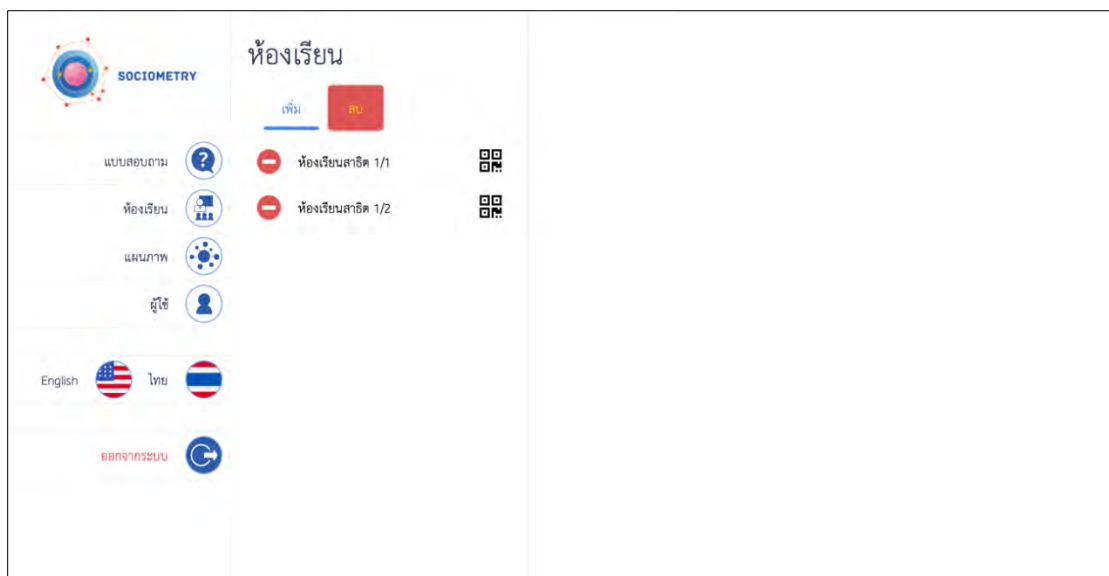 SOCIOMETRY
แบบสอบถาม
ห้องเรียน
แผนภาพ
ผู้ใช้
English ไทย
ออกจากระบบ
ห้องเรียน
เพิ่ม ลบ
ห้องเรียนสาธิต 1/1
ห้องเรียนสาธิต 1/2